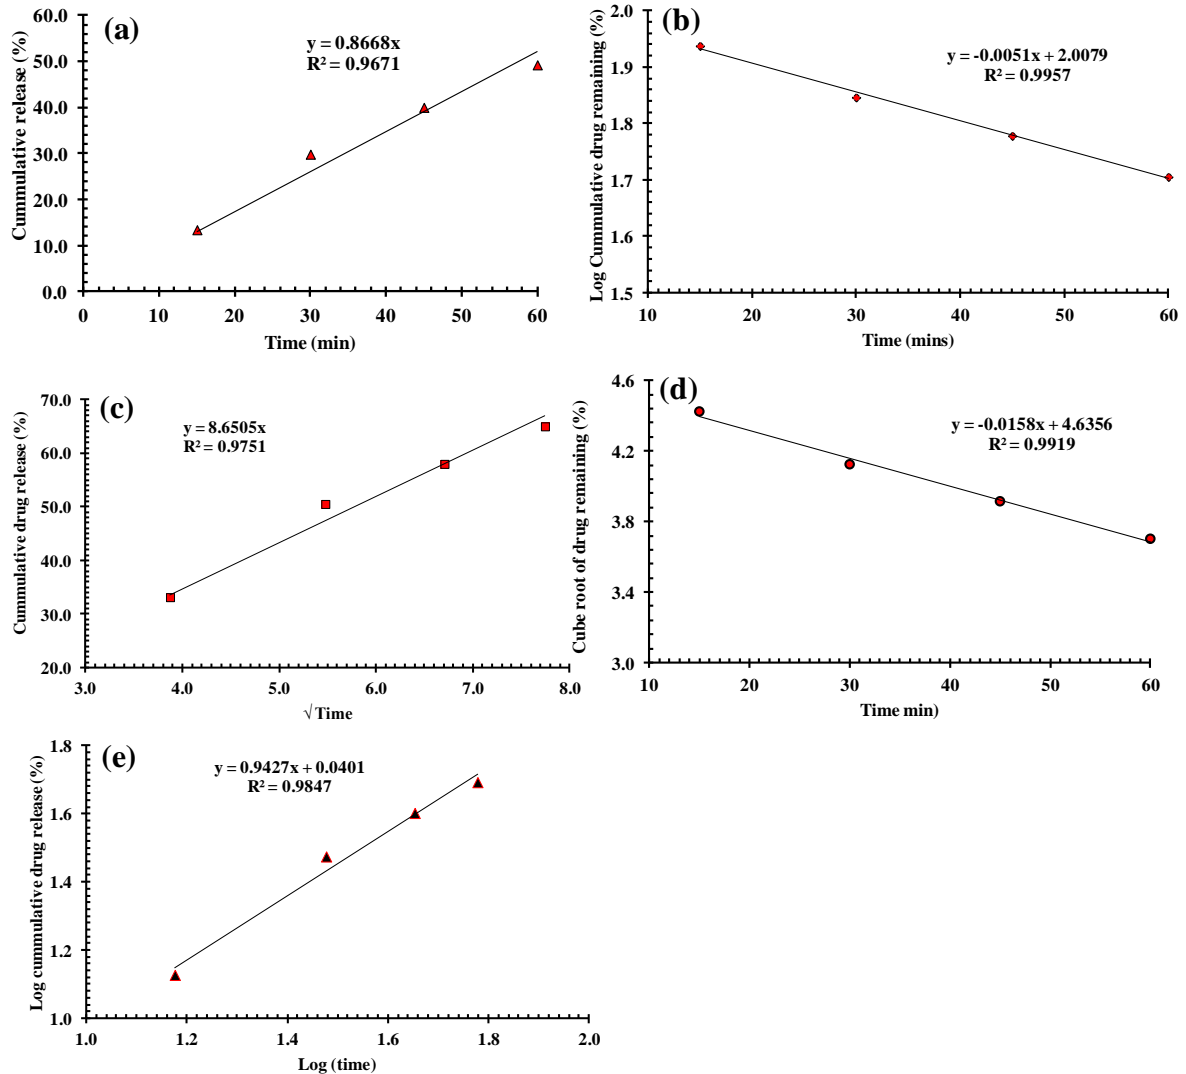 (a)
y = 0.8668x
R² = 0.9671
Cummulative release (%)
60.0
50.0
40.0
30.0
20.0
10.0
0.0
0 10 20 30 40 50 60
Time (min)
(b)
y = -0.0051x + 2.0079
R² = 0.9957
Log Cummulative drug remaining (%)
2.0
1.9
1.8
1.7
1.6
1.5
10 20 30 40 50 60
Time (mins)
(c)
y = 8.6505x
R² = 0.9751
Cummulative drug release (%)
70.0
60.0
50.0
40.0
30.0
20.0
3.0 4.0 5.0 6.0 7.0 8.0
√Time
(d)
y = -0.0158x + 4.6356
R² = 0.9919
Cube root of drug remaining (%)
4.6
4.2
3.8
3.4
3.0
10 20 30 40 50 60
Time min)
(e)
y = 0.9427x + 0.0401
R² = 0.9847
Log cummulative drug release (%)
1.8
1.6
1.4
1.2
1.0
1.0 1.2 1.4 1.6 1.8 2.0
Log (time)